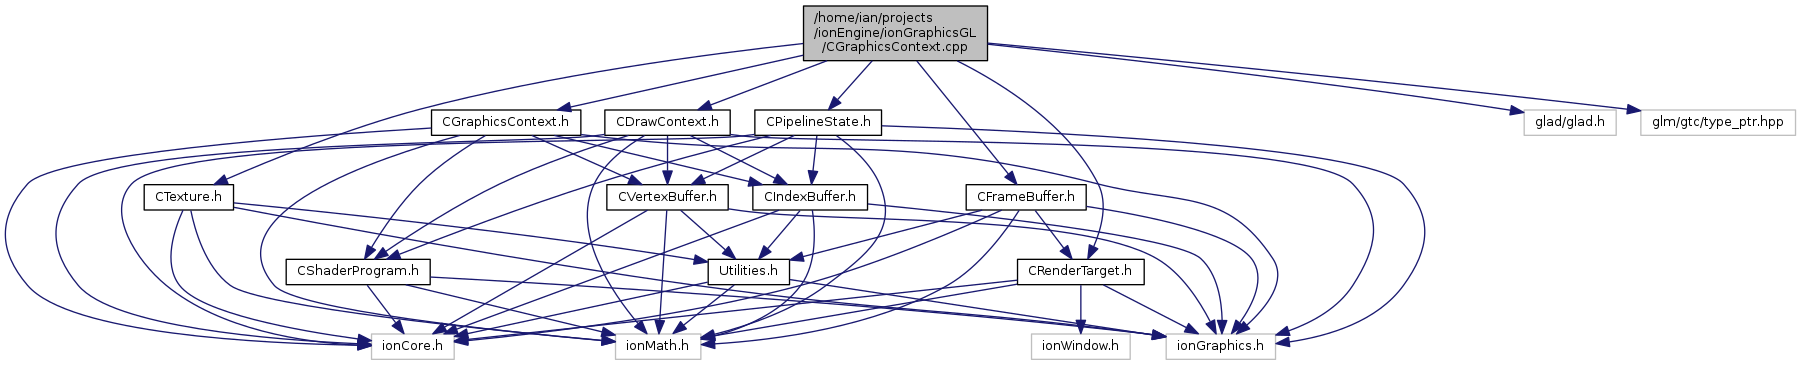 /home/ian/projects
/ionEngine/ionGraphicsGL
/CGraphicsContext.cpp
CGraphicsContext.h
CDrawContext.h
CPipelineState.h
glad/glad.h
glm/gtc/type_ptr.hpp
CTexture.h
CVertexBuffer.h
CIndexBuffer.h
CFrameBuffer.h
CShaderProgram.h
Utilities.h
CRenderTarget.h
ionCore.h
ionMath.h
ionWindow.h
ionGraphics.h